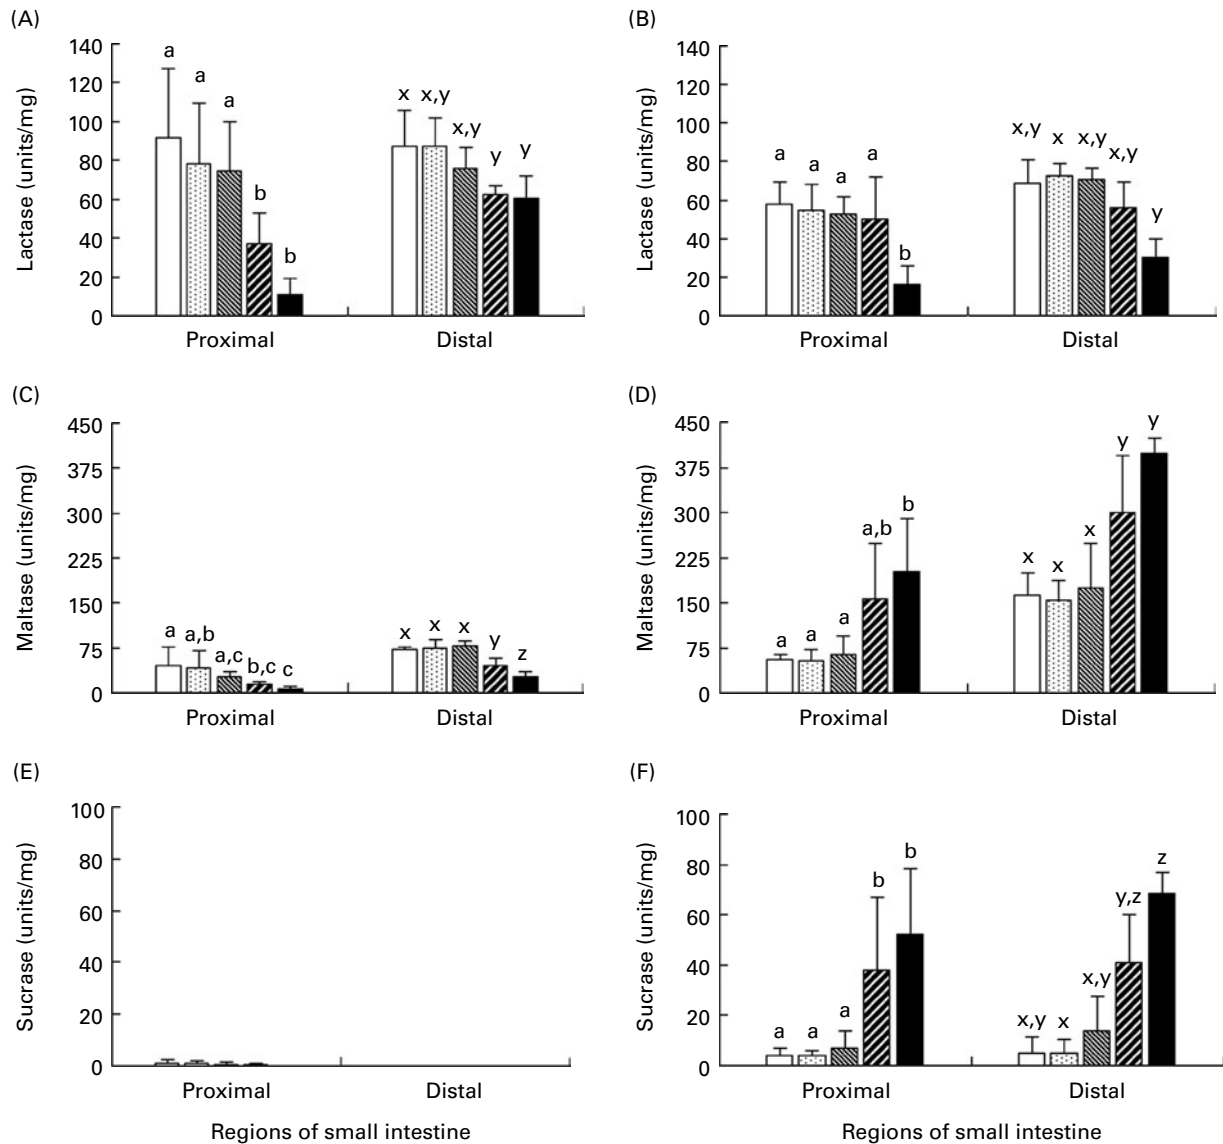 (A)
Lactase (units/mg)
140
120
100
80
60
40
20
0
a
a
a
b
b
x
x,y
x,y
y
y
Proximal
Distal
(B)
Lactase (units/mg)
140
120
100
80
60
40
20
0
a
a
a
a
b
x,y
x
x,y
x,y
y
Proximal
Distal
(C)
Maltase (units/mg)
450
375
300
225
150
75
0
a
a,b
a,c
b,c
c
x
x
x
y
z
Proximal
Distal
(D)
Maltase (units/mg)
450
375
300
225
150
75
0
a
a
a
a,b
b
x
x
x
y
y
Proximal
Distal
(E)
Sucrase (units/mg)
100
80
60
40
20
0
Proximal
Distal
Regions of small intestine
(F)
Sucrase (units/mg)
100
80
60
40
20
0
a
a
a
b
b
x,y
x
x,y
y,z
z
Proximal
Distal
Regions of small intestine